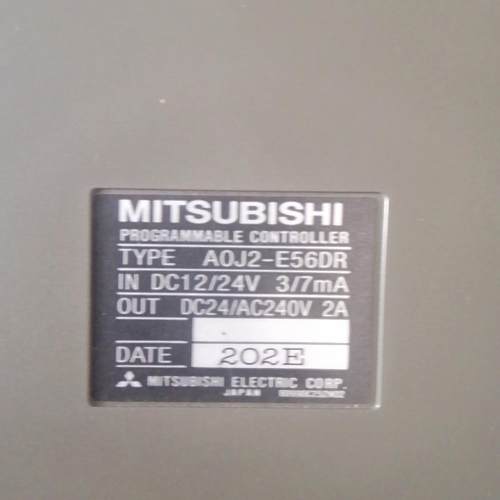 MITSUBISHI
PROGRAMMABLE CONTROLLER
TYPE A0J2-E56DR
IN DC12/24V 3/7mA
OUT DC24/AC240V 2A
DATE 202E
MITSUBISHI ELECTRIC CORP.
JAPAN